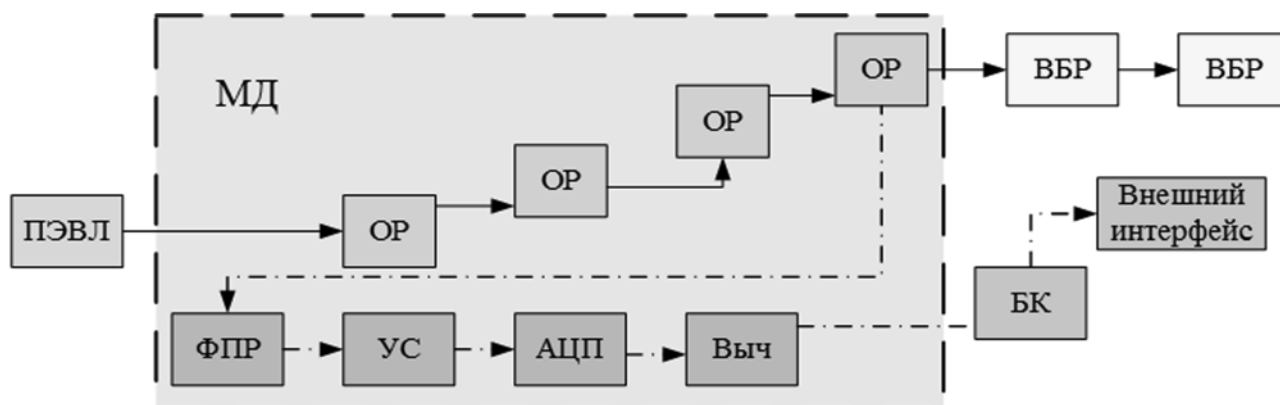 ОР
ВБР
ВБР
МД
ОР
ОР
ПЭВЛ
ОР
Внешний
интерфейс
БК
ФПР
УС
АЦП
Выч